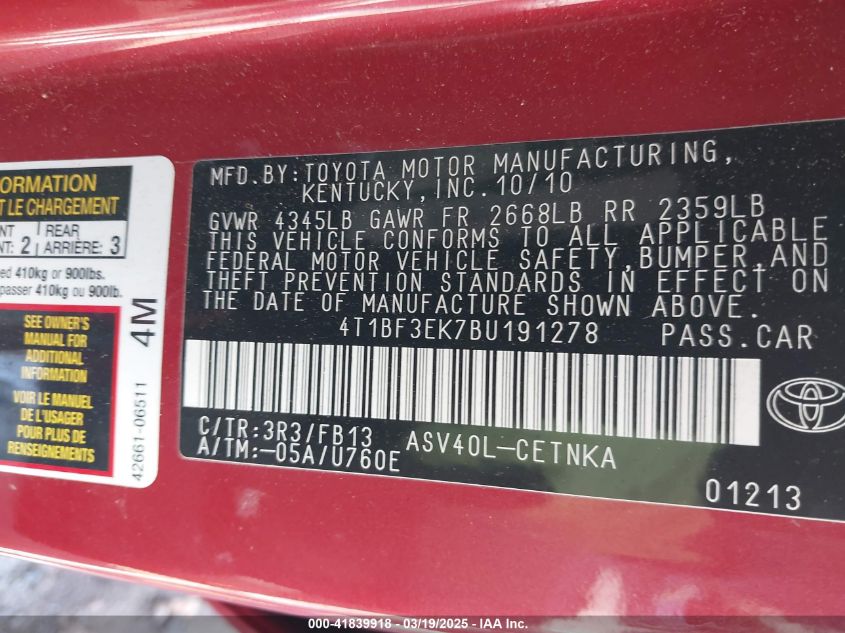 ORMATION
T LE CHARGEMENT
NT
NT: 2
REAR
ARRIÈRE: 3
ed 410kg or 900lbs.
passer 410kg ou 900lb.
SEE OWNER'S
MANUAL FOR
ADDITIONAL
INFORMATION
VOIR LE MANUEL
DE L'USAGER
POUR PLUS DE
RENSEIGNEMENTS
4M
42661-06511
MFD.BY:TOYOTA MOTOR MANUFACTURING,
KENTUCKY,INC.10/10
GVWR 4345LB GAWR FR 2668LB RR 2359LB
THIS VEHICLE CONFORMS TO ALL APPLICABLE
FEDERAL MOTOR VEHICLE SAFETY,BUMPER,AND
THEFT PREVENTION STANDARDS IN EFFECT ON
THE DATE OF MANUFACTURE SHOWN ABOVE.
4T1BF3EK7BU191278 PASS.CAR
C/TR:3R3/FB13 ASV40L-CETNKA
A/TM:-05A/U760E
01213
000-41839918 - 03/19/2025 - IAA Inc.